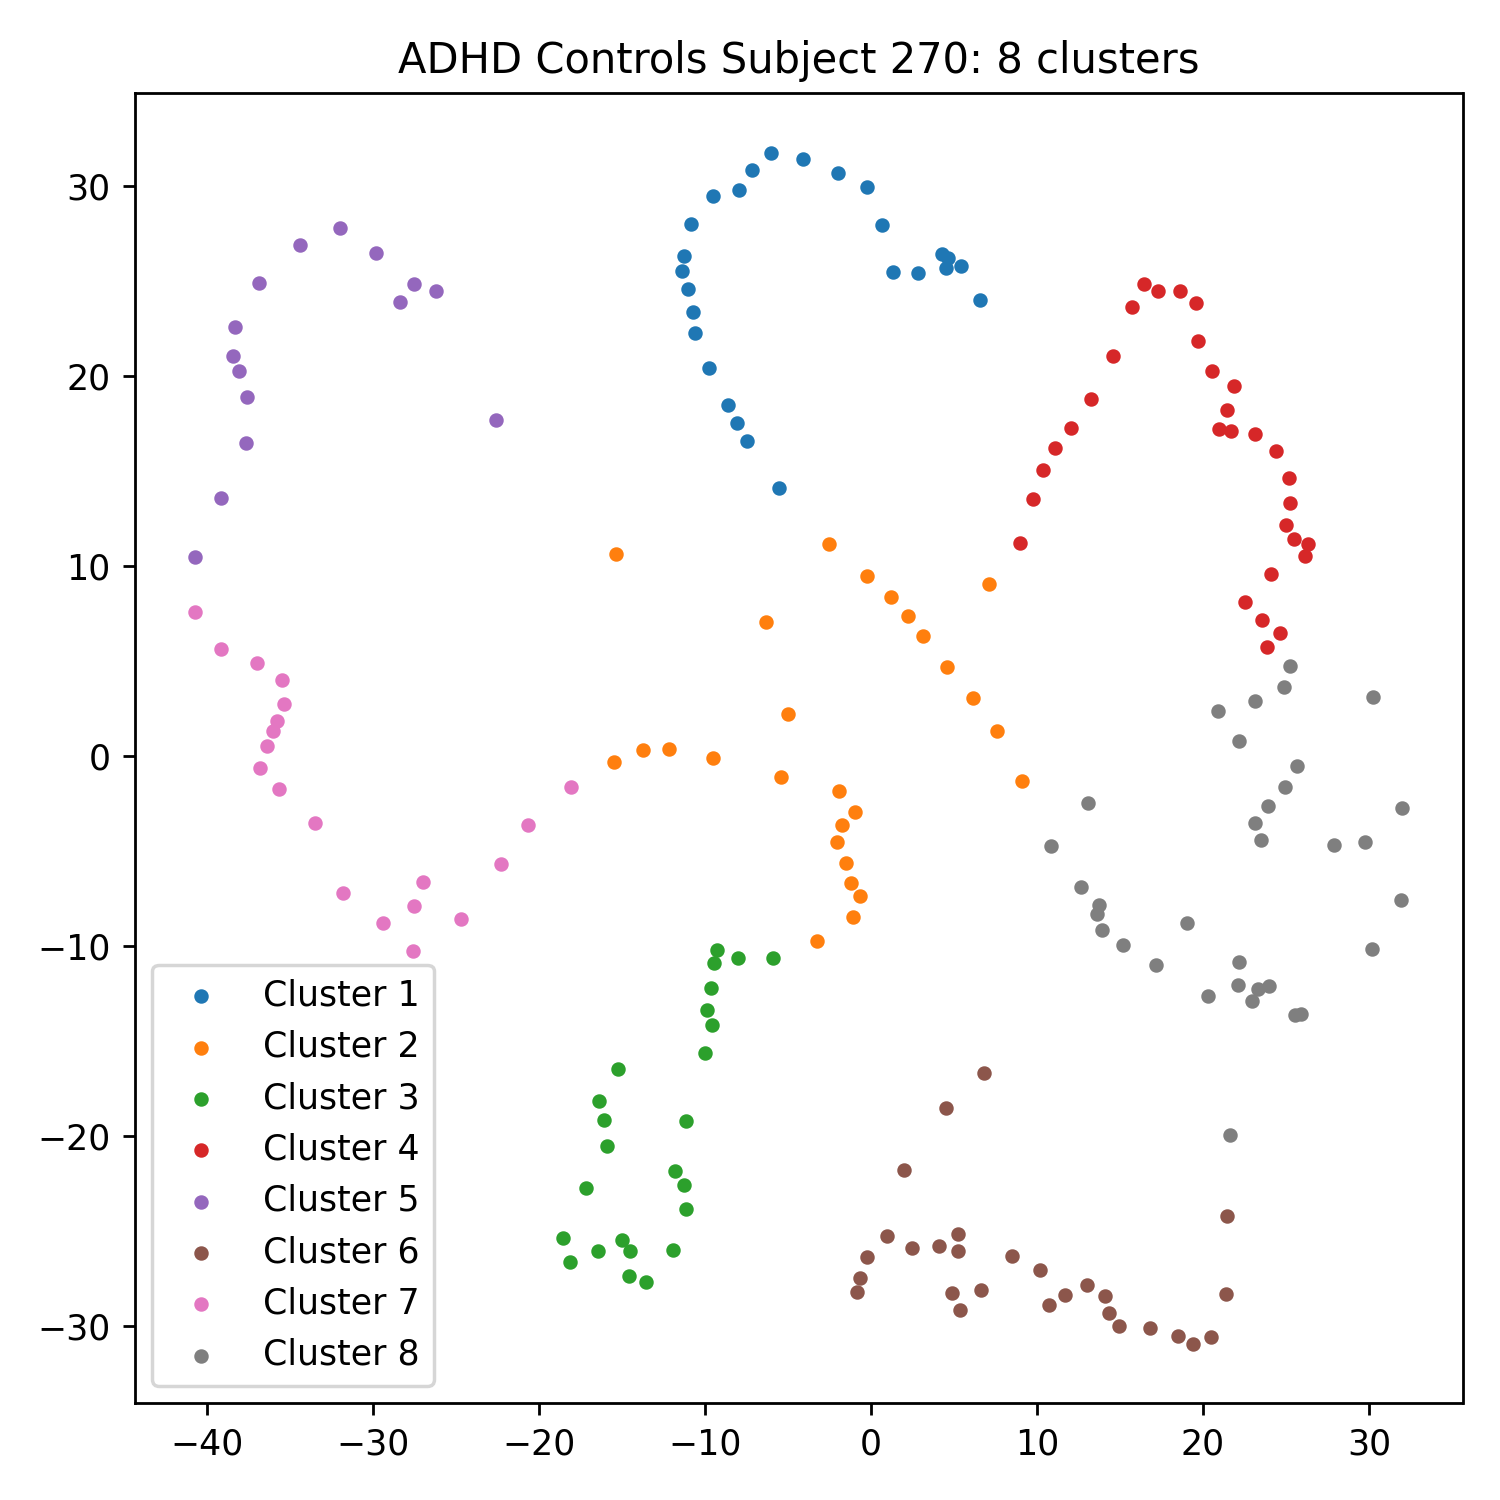 ADHD Controls Subject 270: 8 clusters
30
20
10
0
−10
−20
−30
Cluster 1
Cluster 2
Cluster 3
Cluster 4
Cluster 5
Cluster 6
Cluster 7
Cluster 8
−40 −30 −20 −10 0 10 20 30